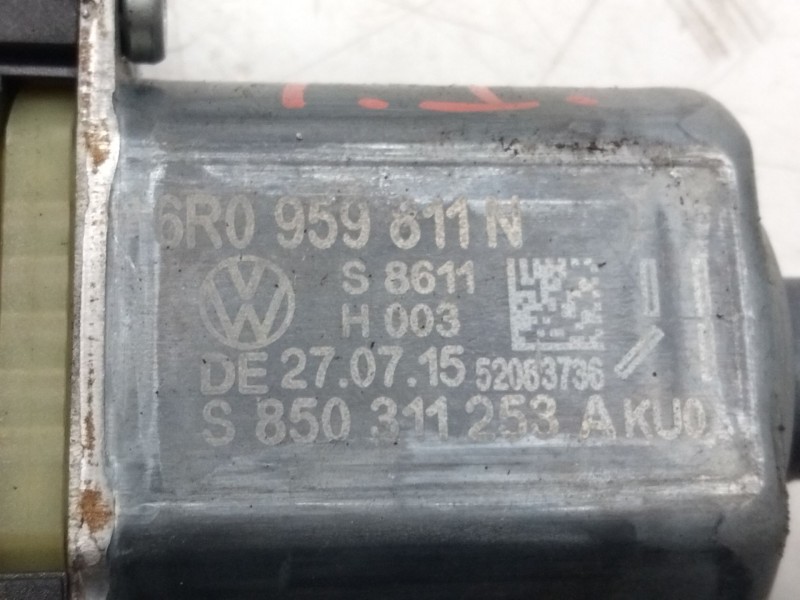 T.I.
6R0 959 811 N
S 8611
H 003
DE 27.07.15 52063736
S 850 311 253 A KU0